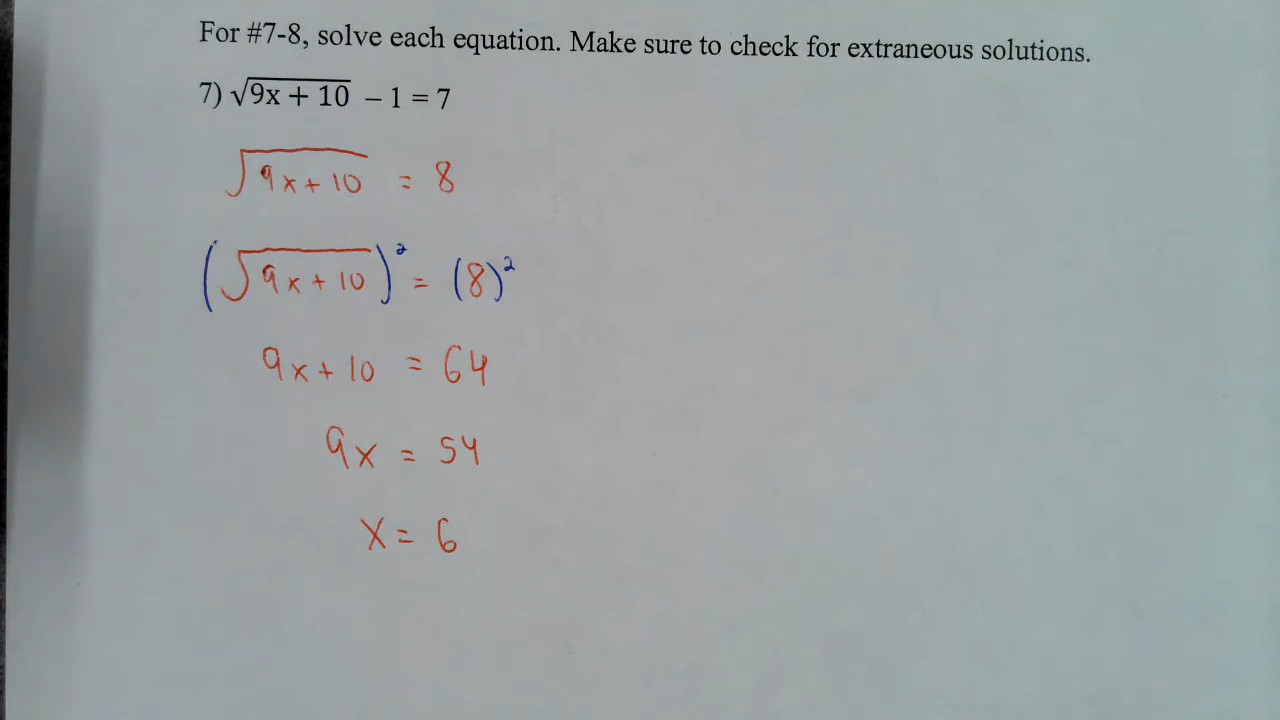 For #7-8, solve each equation. Make sure to check for extraneous solutions.
7) √9x + 10 – 1 = 7
√9x + 10 = 8
(√9x + 10)² = (8)²
9x + 10 = 64
9x = 54
x = 6